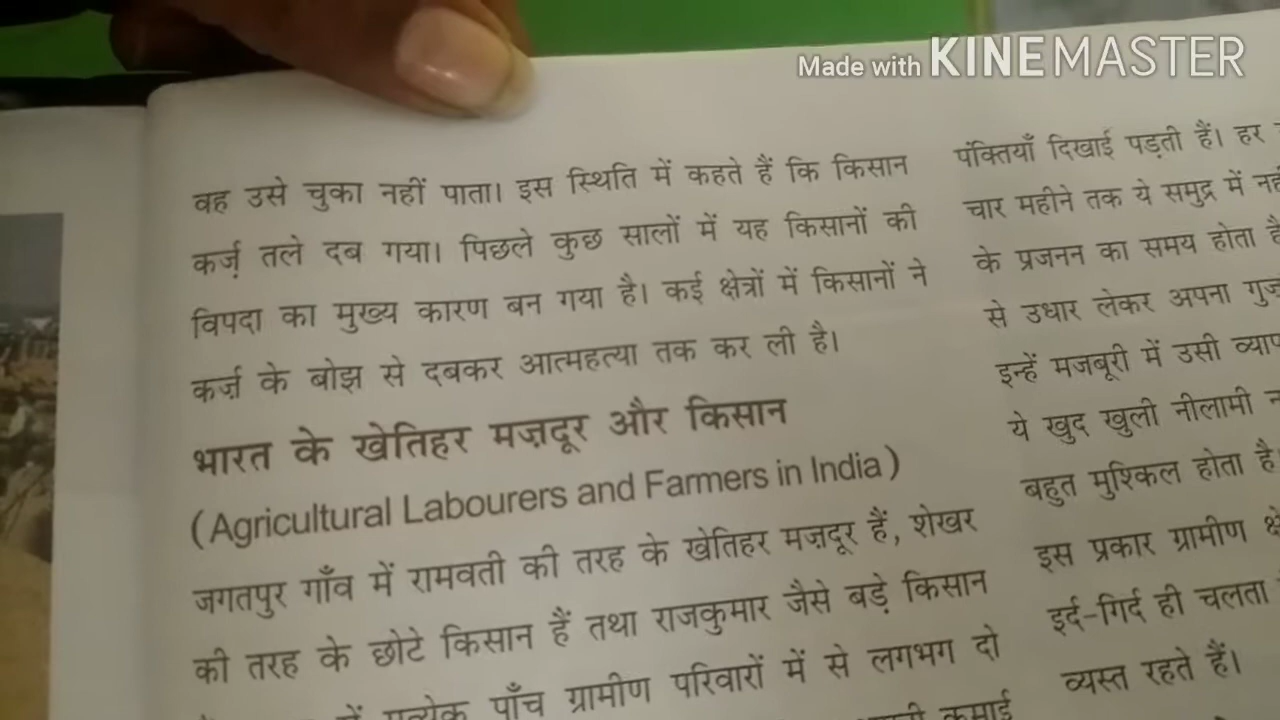 Made with KINEMASTER
वह उसे चुका नहीं पाता। इस स्थिति में कहते हैं कि किसान
कर्ज़ तले दब गया। पिछले कुछ सालों में यह किसानों की
विपदा का मुख्य कारण बन गया है। कई क्षेत्रों में किसानों ने
कर्ज़ के बोझ से दबकर आत्महत्या तक कर ली है।
भारत के खेतिहर मज़दूर और किसान
(Agricultural Labourers and Farmers in India)
जगतपुर गाँव में रामवती की तरह के खेतिहर मज़दूर हैं, शेखर
की तरह के छोटे किसान हैं तथा राजकुमार जैसे बड़े किसान
में प्रत्येक पाँच ग्रामीण परिवारों में से लगभग दो
कमाई
पंक्तियाँ दिखाई पड़ती हैं। हर
चार महीने तक ये समुद्र में
के प्रजनन का समय होता
से उधार लेकर अपना
इन्हें मजबूरी में उसी
ये खुद खुली नीलामी
बहुत मुश्किल होता है।
इस प्रकार ग्रामीण
इर्द-गिर्द ही चलता
व्यस्त रहते हैं।